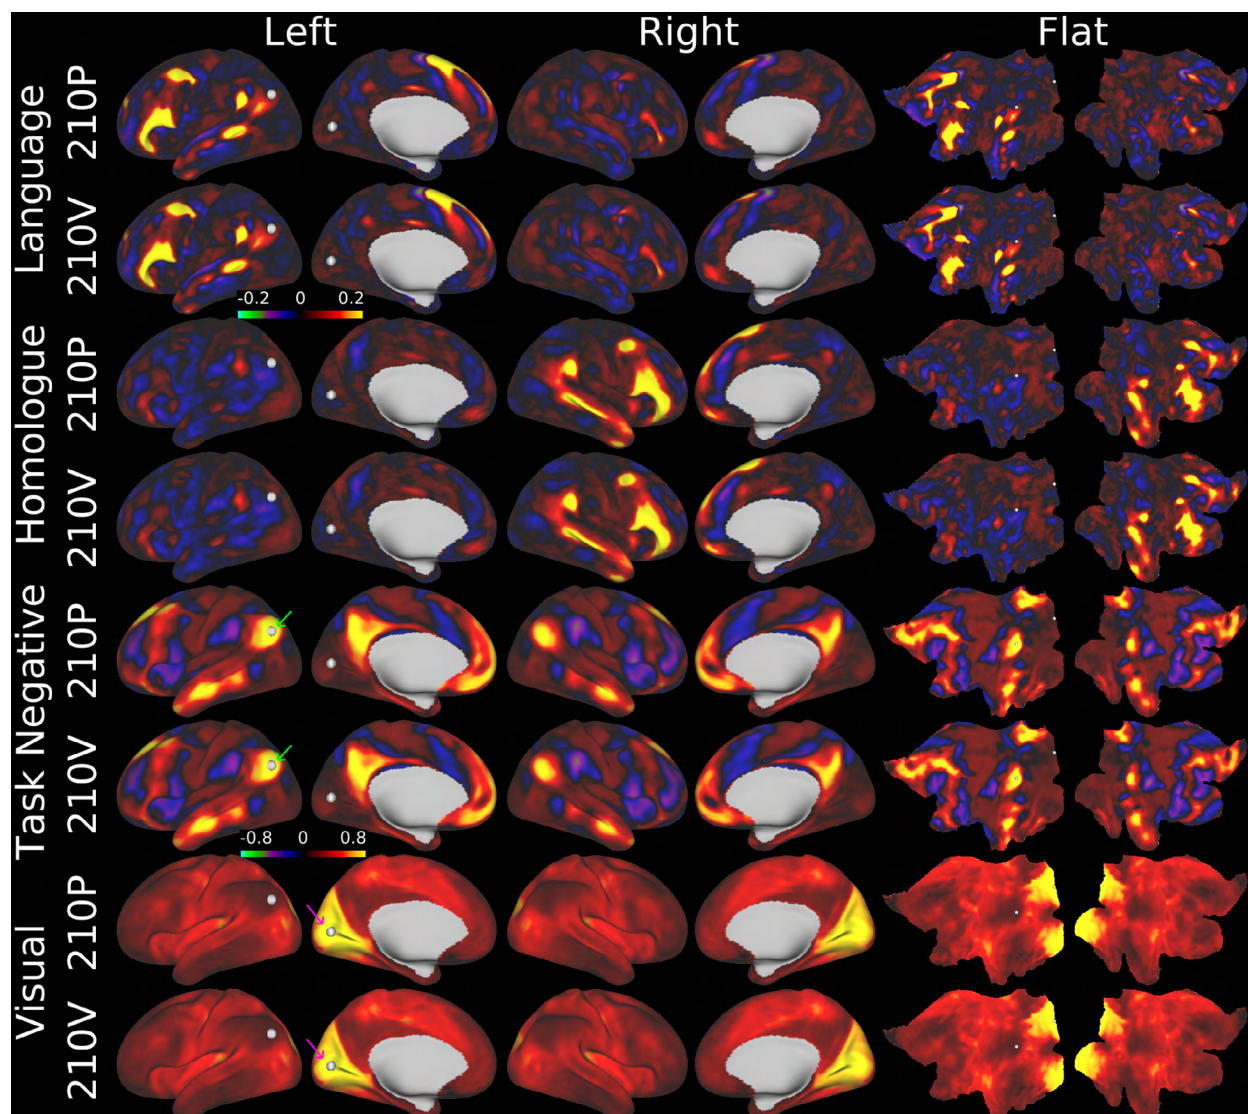 Left Right Flat
Language
210P
210V
-0.2 0 0.2
Homologue
210P
210V
Task Negative
210P
210V
-0.8 0 0.8
Visual
210P
210V